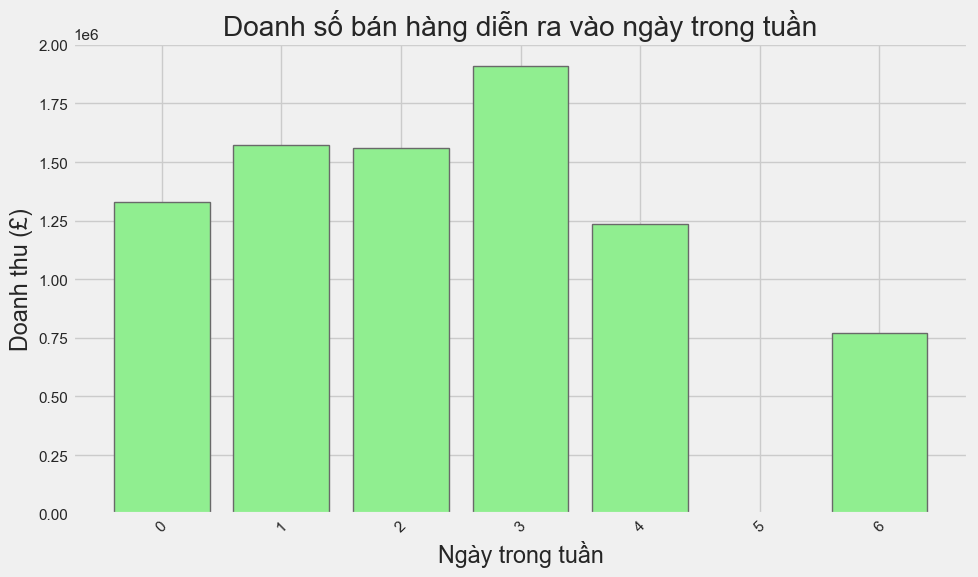 Doanh số bán hàng diễn ra vào ngày trong tuần
1e6
2.00
1.75
1.50
1.25
1.00
0.75
0.50
0.25
0.00
Doanh thu (£)
0 1 2 3 4 5 6
Ngày trong tuần